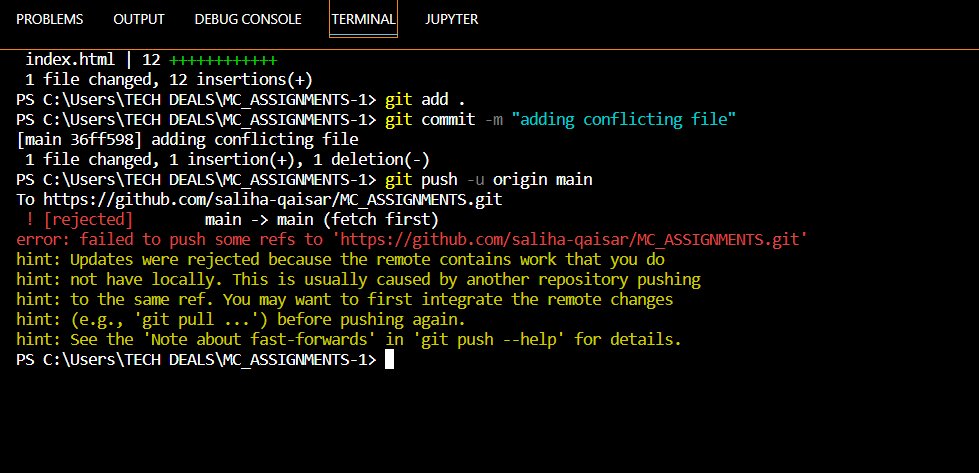 PROBLEMS OUTPUT DEBUG CONSOLE TERMINAL JUPYTER
index.html | 12 ++++++++++++
1 file changed, 12 insertions(+)
PS C:\Users\TECH DEALS\MC_ASSIGNMENTS-1> git add .
PS C:\Users\TECH DEALS\MC_ASSIGNMENTS-1> git commit -m "adding conflicting file"
[main 36ff598] adding conflicting file
1 file changed, 1 insertion(+), 1 deletion(-)
PS C:\Users\TECH DEALS\MC_ASSIGNMENTS-1> git push -u origin main
To https://github.com/saliha-qaisar/MC_ASSIGNMENTS.git
! [rejected] main -> main (fetch first)
error: failed to push some refs to 'https://github.com/saliha-qaisar/MC_ASSIGNMENTS.git'
hint: Updates were rejected because the remote contains work that you do
hint: not have locally. This is usually caused by another repository pushing
hint: to the same ref. You may want to first integrate the remote changes
hint: (e.g., 'git pull ...') before pushing again.
hint: See the 'Note about fast-forwards' in 'git push --help' for details.
PS C:\Users\TECH DEALS\MC_ASSIGNMENTS-1>